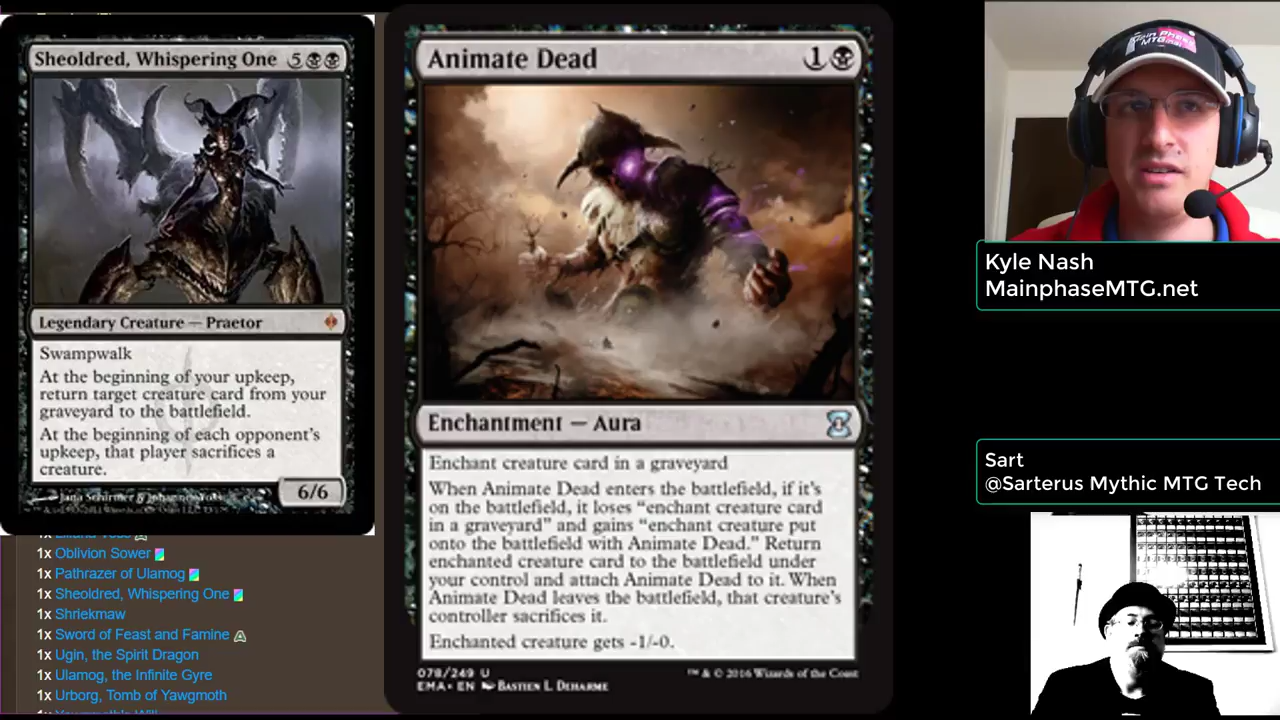 Sheoldred, Whispering One 5
Legendary Creature — Praetor
Swampwalk
At the beginning of your upkeep,
return target creature card from your
graveyard to the battlefield.
At the beginning of each opponent's
upkeep, that player sacrifices a
creature.
6/6
1x Oblivion Sower
1x Pathrazer of Ulamog
1x Sheoldred, Whispering One
1x Shriekmaw
1x Sword of Feast and Famine
1x Ugin, the Spirit Dragon
1x Ulamog, the Infinite Gyre
1x Urborg, Tomb of Yawgmoth
Animate Dead 1
Enchantment — Aura
Enchant creature card in a graveyard
When Animate Dead enters the battlefield, if it's
on the battlefield, it loses “enchant creature card
in a graveyard” and gains “enchant creature put
onto the battlefield with Animate Dead.” Return
enchanted creature card to the battlefield under
your control and attach Animate Dead to it. When
Animate Dead leaves the battlefield, that creature's
controller sacrifices it.
Enchanted creature gets -1/-0.
078/249 U
™ & © 2016 Wizards of the Coast
EMA • EN Bastien L. Deharme
MAIN PHASE
MTG
Kyle Nash
MainphaseMTG.net
Sart
@Sarterus Mythic MTG Tech